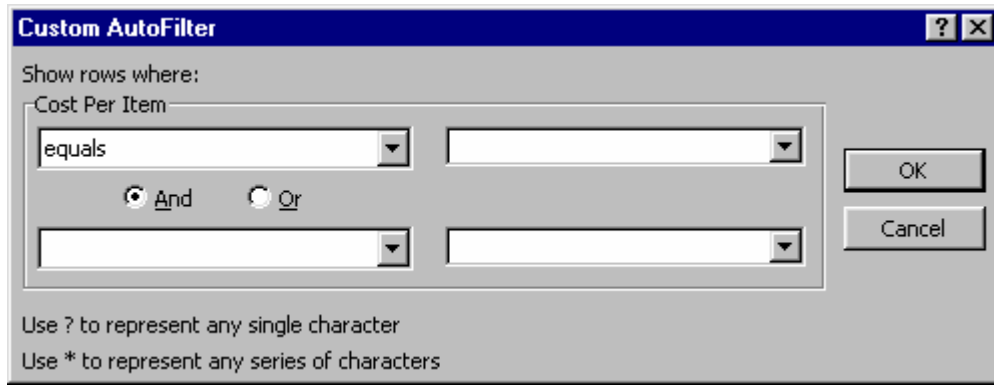 Custom AutoFilter
Show rows where:
Cost Per Item
equals
And Or
OK
Cancel
Use ? to represent any single character
Use * to represent any series of characters